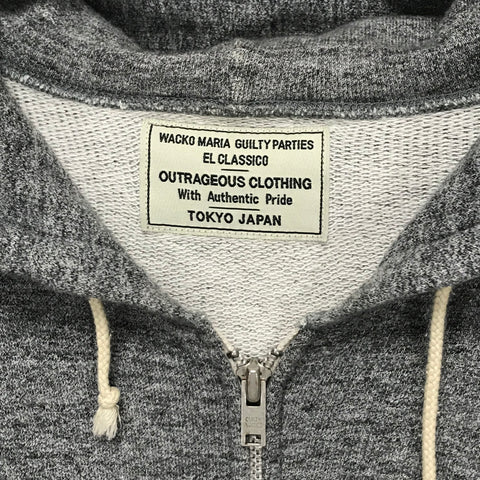 WACKO MARIA GUILTY PARTIES
EL CLASSICO
OUTRAGEOUS CLOTHING
With Authentic Pride
TOKYO JAPAN